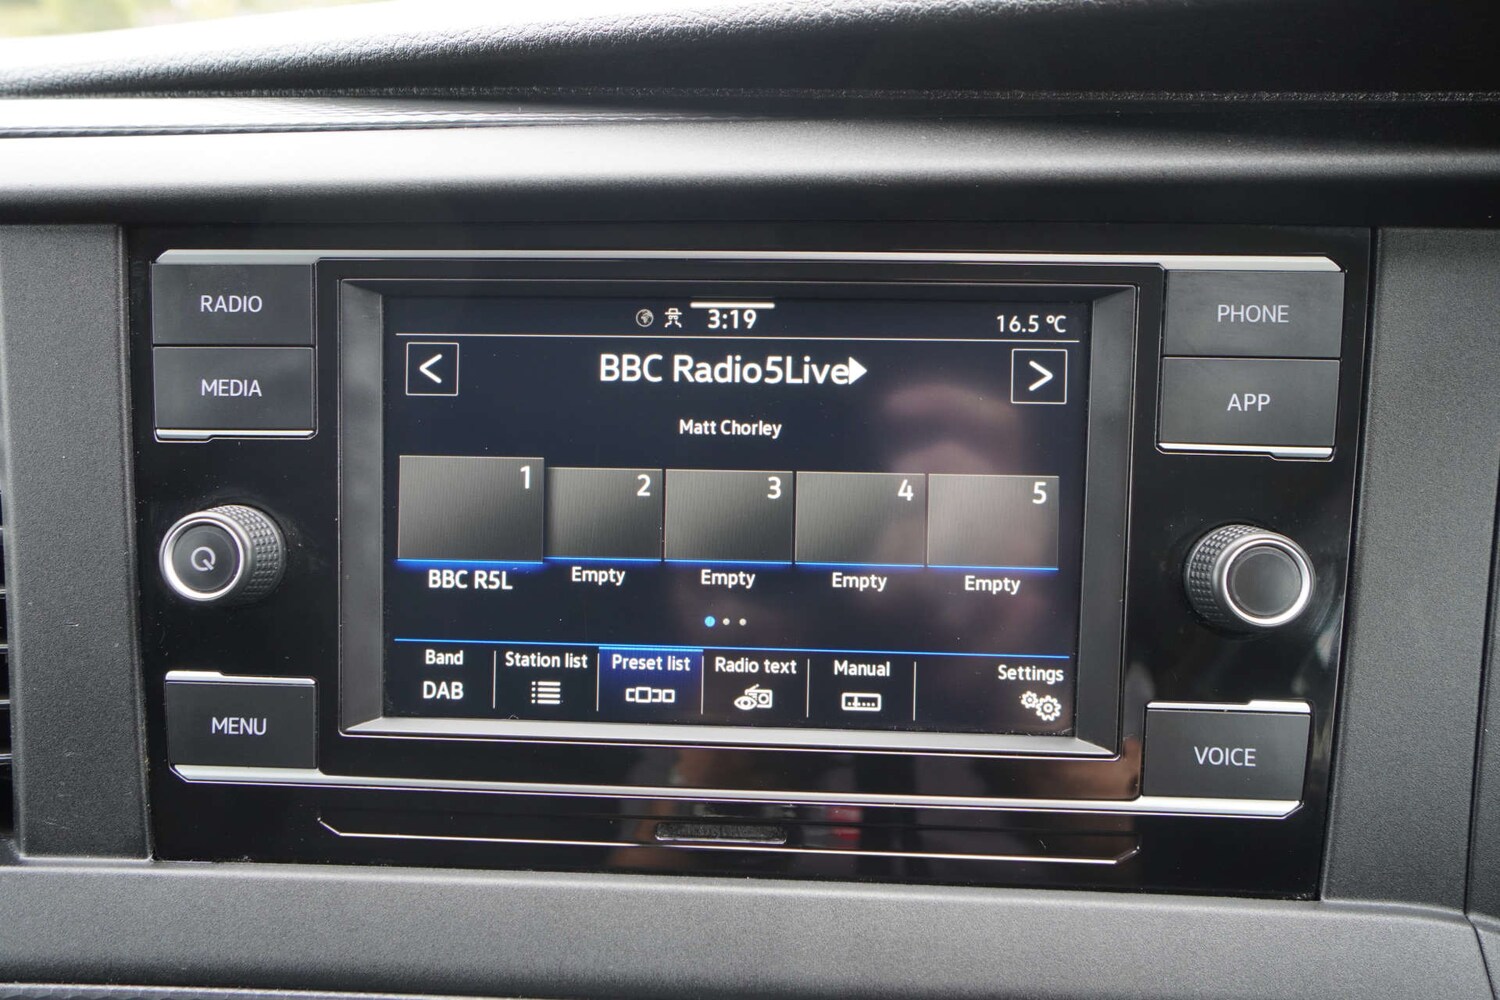 RADIO
MEDIA
MENU
3:19
16.5 °C
<
BBC Radio5Live▶
>
Matt Chorley
1
2
3
4
5
BBC R5L
Empty
Empty
Empty
Empty
Band
DAB
Station list
Preset list
Radio text
Manual
Settings
PHONE
APP
VOICE